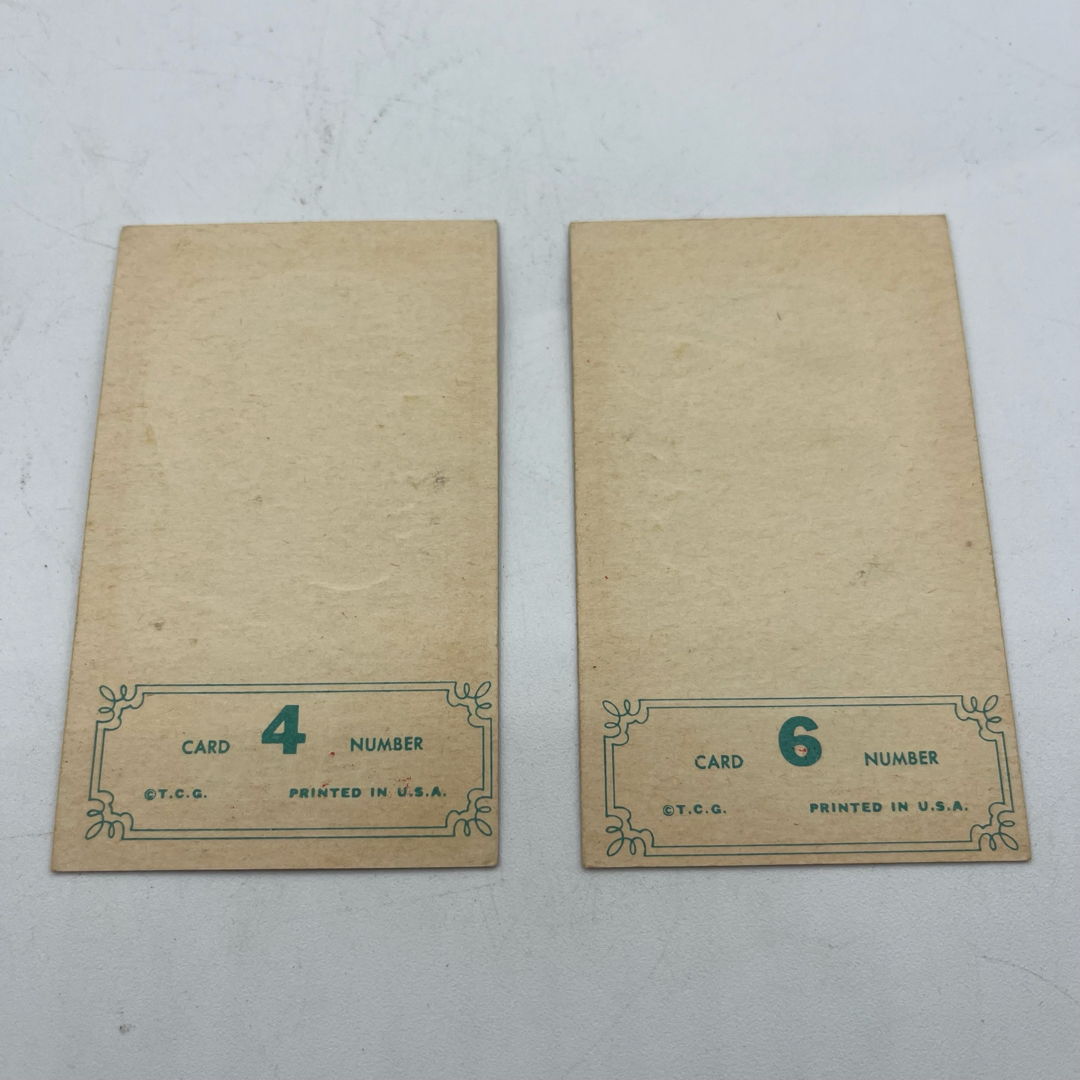 CARD 4 NUMBER
©T.C.G. PRINTED IN U.S.A.
CARD 6 NUMBER
©T.C.G. PRINTED IN U.S.A.